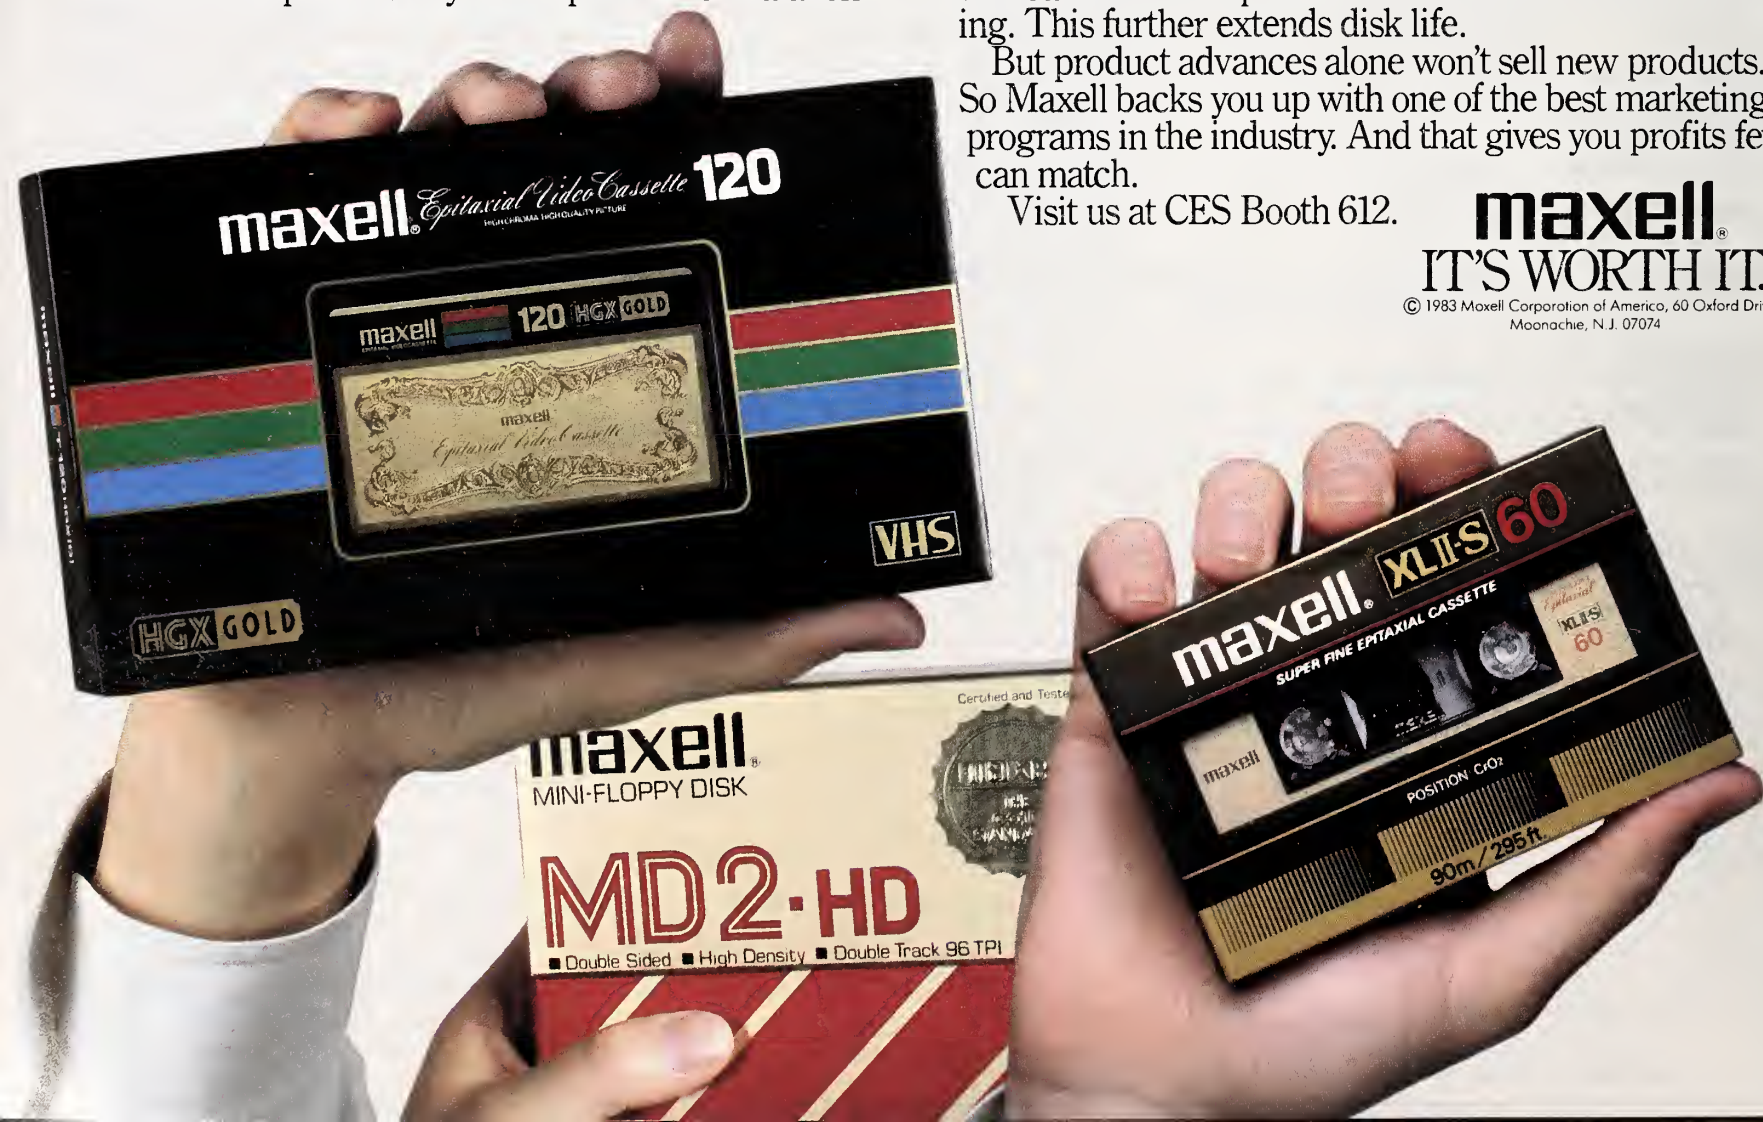 ing. This further extends disk life.
But product advances alone won't sell new products.
So Maxell backs you up with one of the best marketing
programs in the industry. And that gives you profits
can match.
Visit us at CES Booth 612.
maxell®
IT'S WORTH IT.
© 1983 Maxell Corporation of America, 60 Oxford
Moonachie, N.J. 07074
maxell® Epitaxial Video Cassette 120
HIGH CHROMA HIGH QUALITY PICTURE
maxell 120 HGX GOLD
EPITAXIAL VIDEOCASSETTE
maxell
Epitaxial Video Cassette
VHS
HGX GOLD
maxell® XLII-S 60
SUPER FINE EPITAXIAL CASSETTE
Epitaxial
XLII-S
60
maxell
POSITION CrO2
90m / 295 ft.
Certified and
maxell®
MINI-FLOPPY DISK
MD2-HD
■ Double Sided ■ High Density ■ Double Track 96 TPI